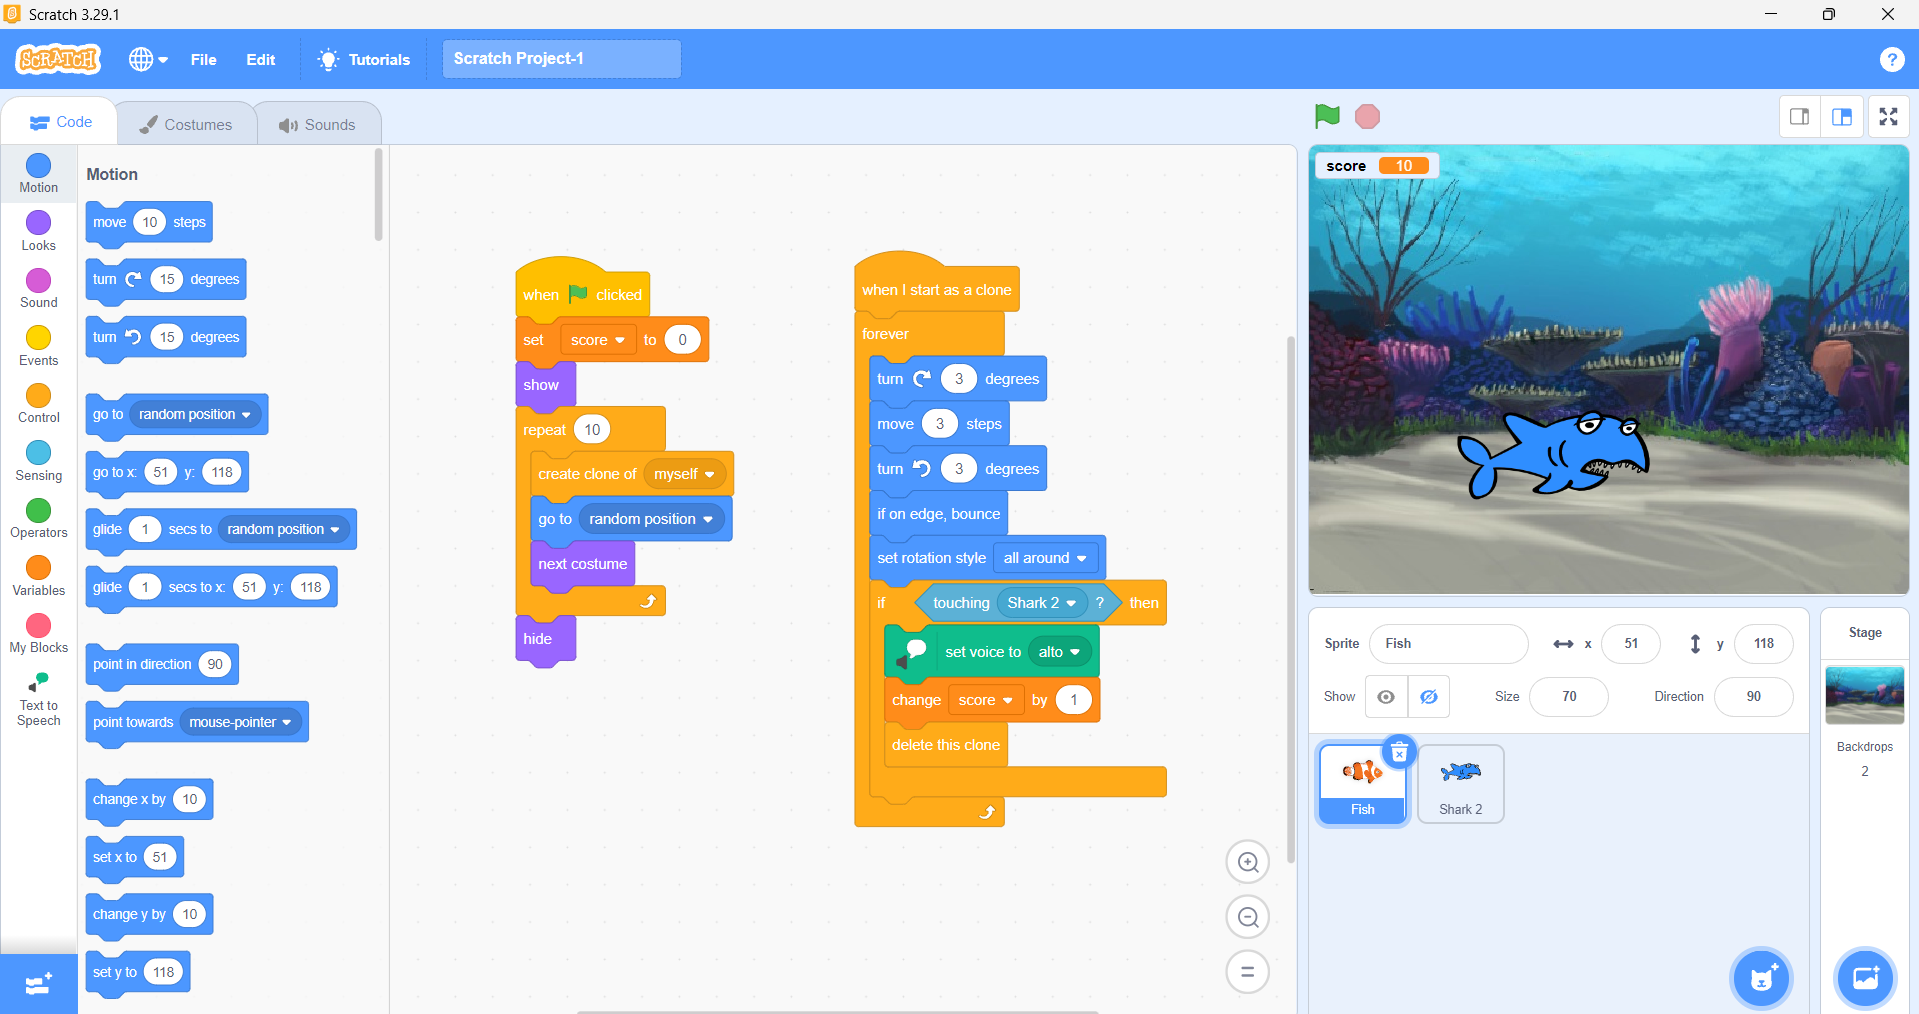 Scratch 3.29.1
SCRATCH
File
Edit
Tutorials
Scratch Project-1
?
Code
Costumes
Sounds
Motion
Looks
Sound
Events
Control
Sensing
Operators
Variables
My Blocks
Text to
Speech
Motion
move 10 steps
turn 15 degrees
turn 15 degrees
go to random position
go to x: 51 y: 118
glide 1 secs to random position
glide 1 secs to x: 51 y: 118
point in direction 90
point towards mouse-pointer
change x by 10
set x to 51
change y by 10
set y to 118
when clicked
set score to 0
show
repeat 10
create clone of myself
go to random position
next costume
hide
when I start as a clone
forever
turn 3 degrees
move 3 steps
turn 3 degrees
if on edge, bounce
set rotation style all around
if touching Shark 2 ? then
set voice to alto
change score by 1
delete this clone
score 10
Sprite Fish x 51 y 118
Show Size 70 Direction 90
Fish
Shark 2
Stage
Backdrops
2